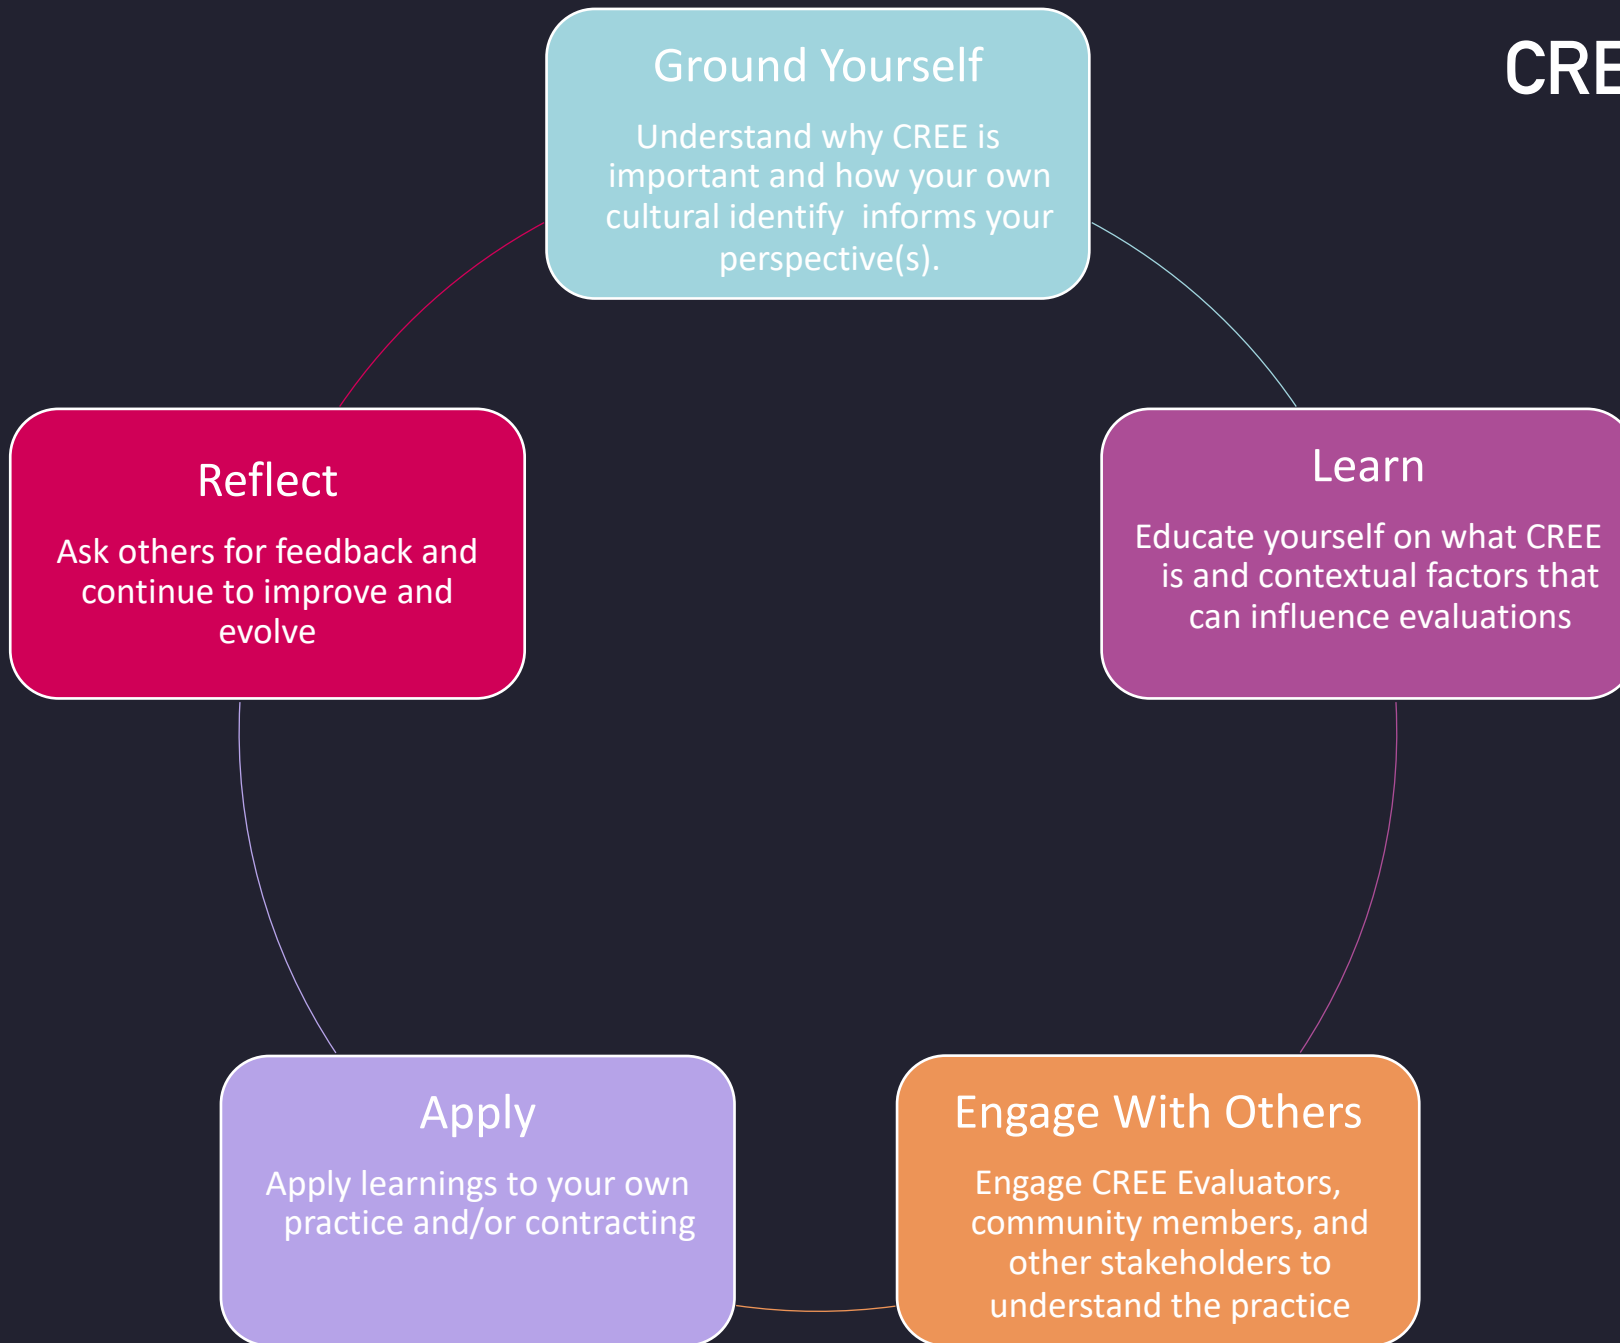 CREE
Ground Yourself
Understand why CREE is
important and how your own
cultural identify  informs your
perspective(s).
Learn
Educate yourself on what CREE
is and contextual factors that
can influence evaluations
Engage With Others
Engage CREE Evaluators,
community members, and
other stakeholders to
understand the practice
Apply
Apply learnings to your own
practice and/or contracting
Reflect
Ask others for feedback and
continue to improve and
evolve